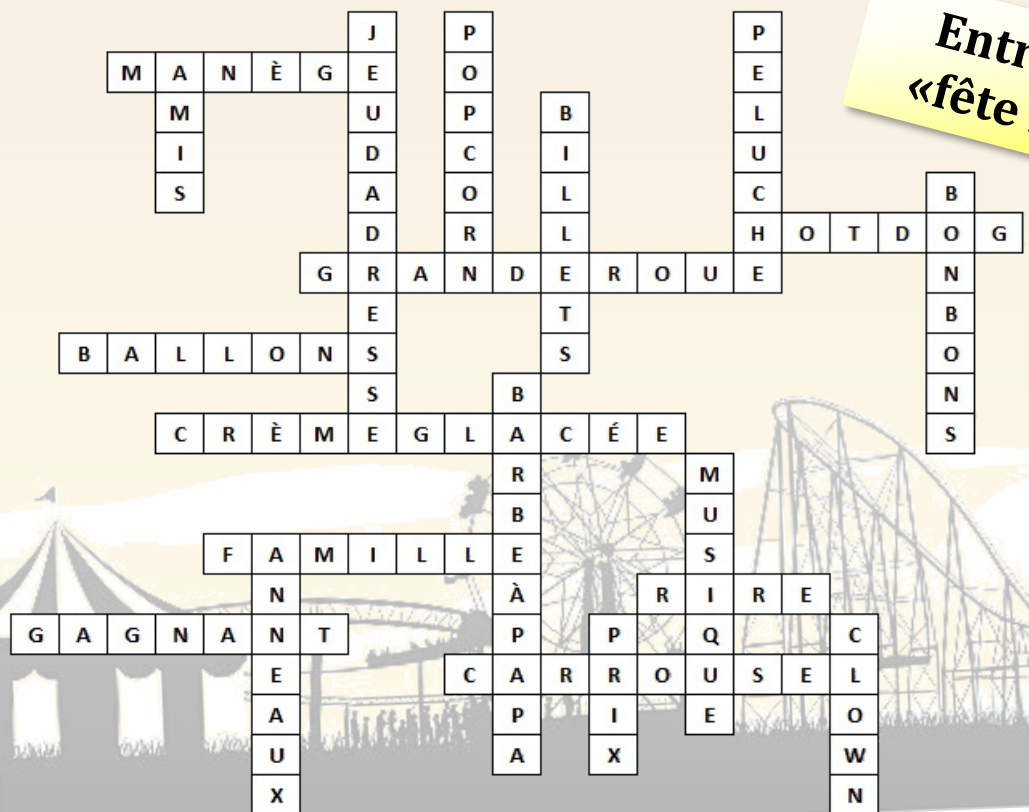 Entr
«fête
JEUDADRESSE
POPCORN
PELUCHE
MANÈGE
AMIS
BILLETS
BONBONS
HOTDOG
GRANDEROUE
BALLONS
BARBEÀPAPA
CRÈMEGLACÉE
MUSIQUE
FAMILLE
ANNEAUX
RIRE
GAGNANT
PRIX
CLOWN
CARROUSEL